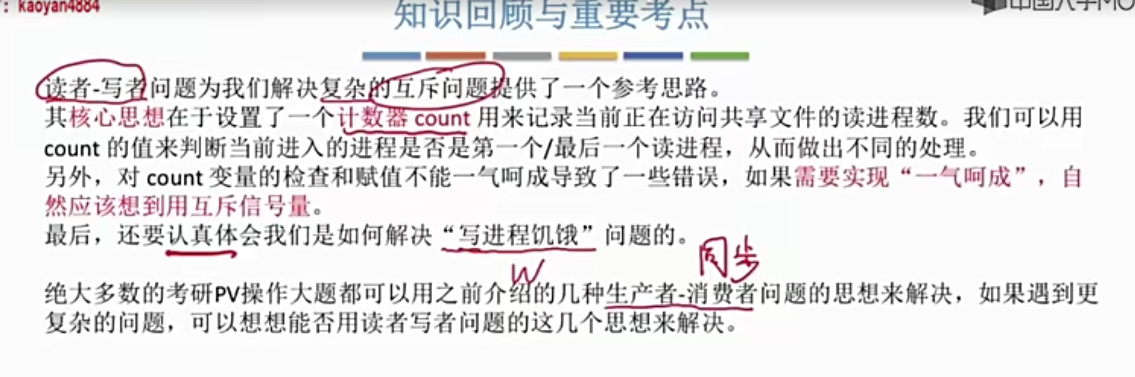 ：kaoyan4884
中国大学MO
知识回顾与重要考点
读者-写者问题为我们解决复杂的互斥问题提供了一个参考思路。
其核心思想在于设置了一个计数器 count 用来记录当前正在访问共享文件的读进程数。我们可以用
count 的值来判断当前进入的进程是否是第一个/最后一个读进程，从而做出不同的处理。
另外，对 count 变量的检查和赋值不能一气呵成导致了一些错误，如果需要实现“一气呵成”，自
然应该想到用互斥信号量。
最后，还要认真体会我们是如何解决“写进程饥饿”问题的。
W
同步
绝大多数的考研PV操作大题都可以用之前介绍的几种生产者-消费者问题的思想来解决，如果遇到更
复杂的问题，可以想想能否用读者写者问题的这几个思想来解决。